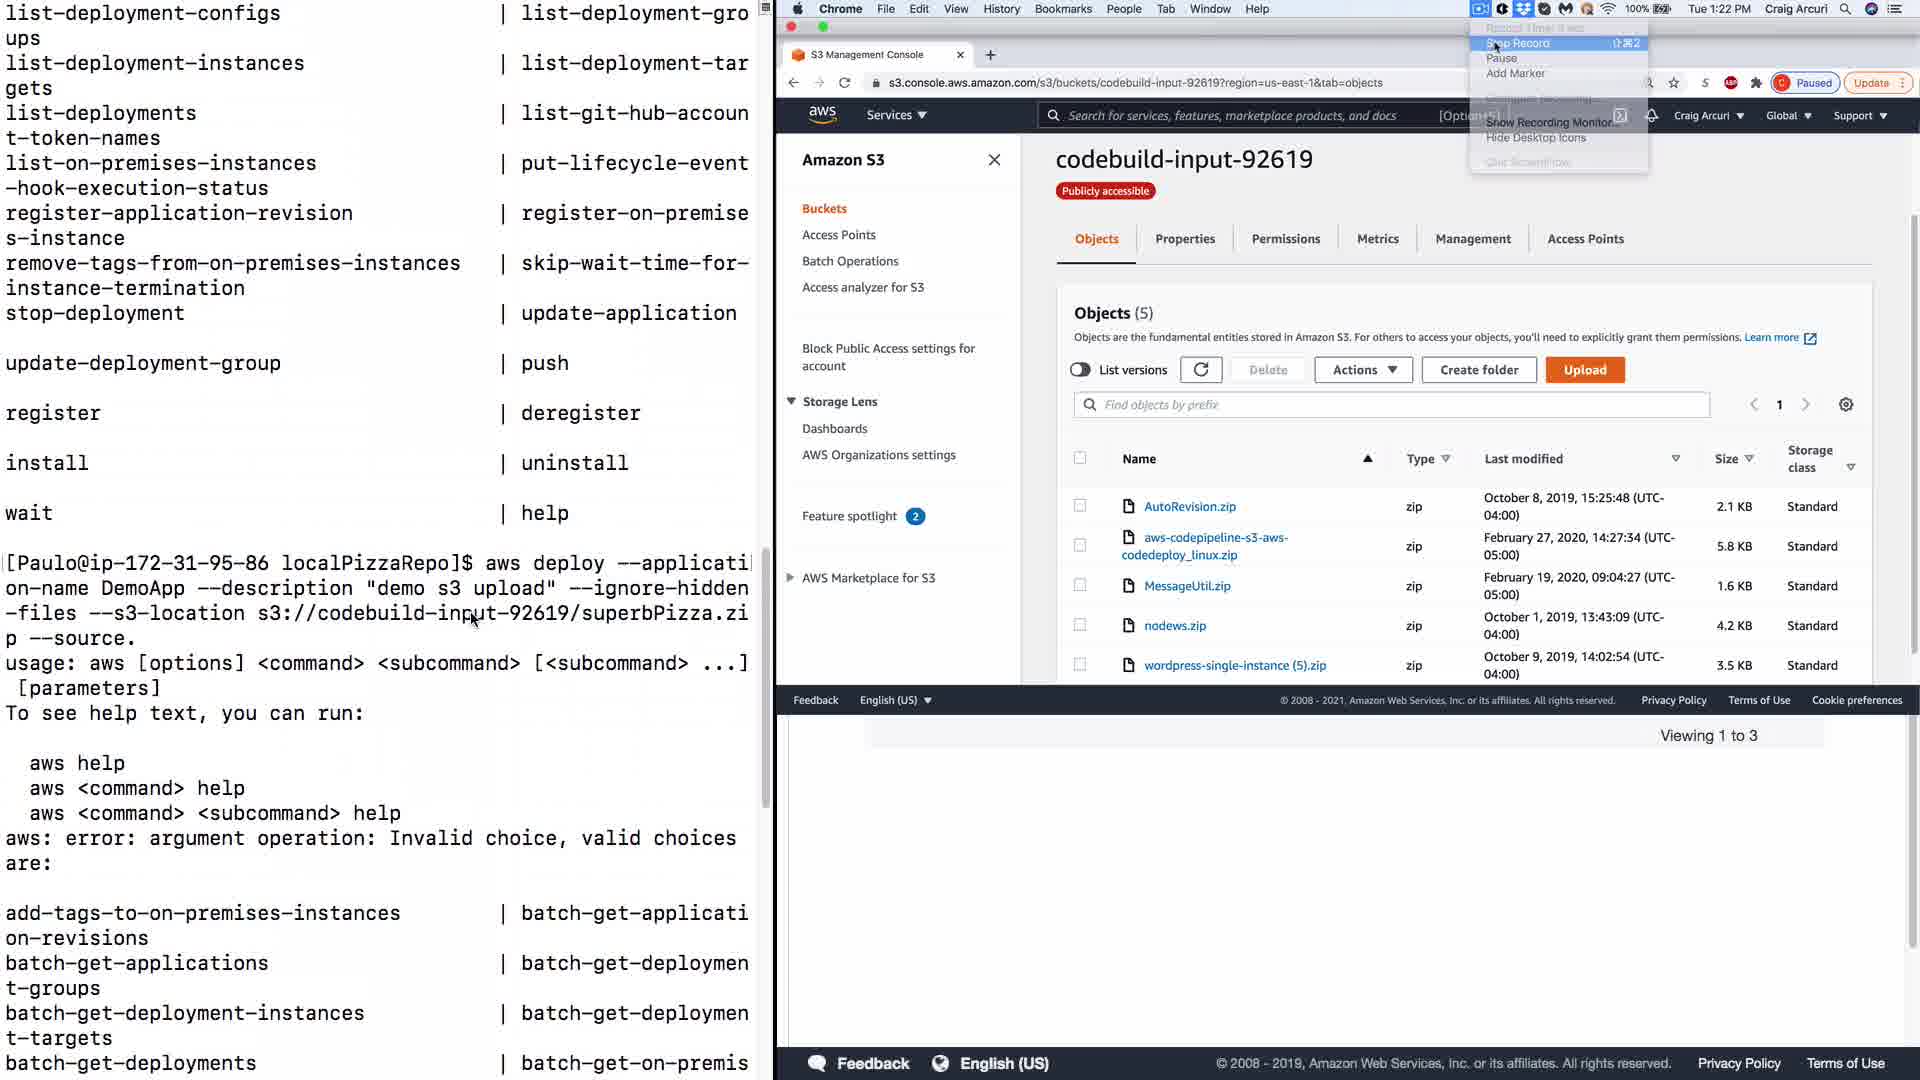 list-deployment-configs | list-deployment-gro
ups
list-deployment-instances | list-deployment-tar
gets
list-deployments | list-git-hub-accoun
t-token-names
list-on-premises-instances | put-lifecycle-event
-hook-execution-status
register-application-revision | register-on-premise
s-instance
remove-tags-from-on-premises-instances | skip-wait-time-for-
instance-termination
stop-deployment | update-application
update-deployment-group | push
register | deregister
install | uninstall
wait | help
[Paulo@ip-172-31-95-86 localPizzaRepo]$ aws deploy --applicati
on-name DemoApp --description "demo s3 upload" --ignore-hidden
-files --s3-location s3://codebuild-input-92619/superbPizza.zi
p --source.
usage: aws [options] <command> <subcommand> [<subcommand> ...]
[parameters]
To see help text, you can run:
aws help
aws <command> help
aws <command> <subcommand> help
aws: error: argument operation: Invalid choice, valid choices
are:
add-tags-to-on-premises-instances | batch-get-applicati
on-revisions
batch-get-applications | batch-get-deploymen
t-groups
batch-get-deployment-instances | batch-get-deploymen
t-targets
batch-get-deployments | batch-get-on-premis
Chrome File Edit View History Bookmarks People Tab Window Help 100% Tue 1:22 PM Craig Arcuri
Stop Record ⇧⌘2
Pause
Add Marker
Show Recording Monitor...
Hide Desktop Icons
S3 Management Console
s3.console.aws.amazon.com/s3/buckets/codebuild-input-92619?region=us-east-1&tab=objects
ABP
C Paused Update
aws Services ▼ Search for services, features, marketplace products, and docs Craig Arcuri ▼ Global ▼ Support ▼
Amazon S3
Buckets
Access Points
Batch Operations
Access analyzer for S3
Block Public Access settings for
account
Storage Lens
Dashboards
AWS Organizations settings
Feature spotlight 2
AWS Marketplace for S3
codebuild-input-92619
Publicly accessible
Objects Properties Permissions Metrics Management Access Points
Objects (5)
Objects are the fundamental entities stored in Amazon S3. For others to access your objects, you'll need to explicitly grant them permissions. Learn more
List versions Delete Actions ▼ Create folder Upload
Find objects by prefix
1
Name Type Last modified Size Storage
class
AutoRevision.zip zip October 8, 2019, 15:25:48 (UTC-
04:00) 2.1 KB Standard
aws-codepipeline-s3-aws-
codedeploy_linux.zip zip February 27, 2020, 14:27:34 (UTC-
05:00) 5.8 KB Standard
MessageUtil.zip zip February 19, 2020, 09:04:27 (UTC-
05:00) 1.6 KB Standard
nodews.zip zip October 1, 2019, 13:43:09 (UTC-
04:00) 4.2 KB Standard
wordpress-single-instance (5).zip zip October 9, 2019, 14:02:54 (UTC-
04:00) 3.5 KB Standard
Feedback English (US) ▼ © 2008 - 2021, Amazon Web Services, Inc. or its affiliates. All rights reserved. Privacy Policy Terms of Use Cookie preferences
Viewing 1 to 3
Feedback English (US) © 2008 - 2019, Amazon Web Services, Inc. or its affiliates. All rights reserved. Privacy Policy Terms of Use